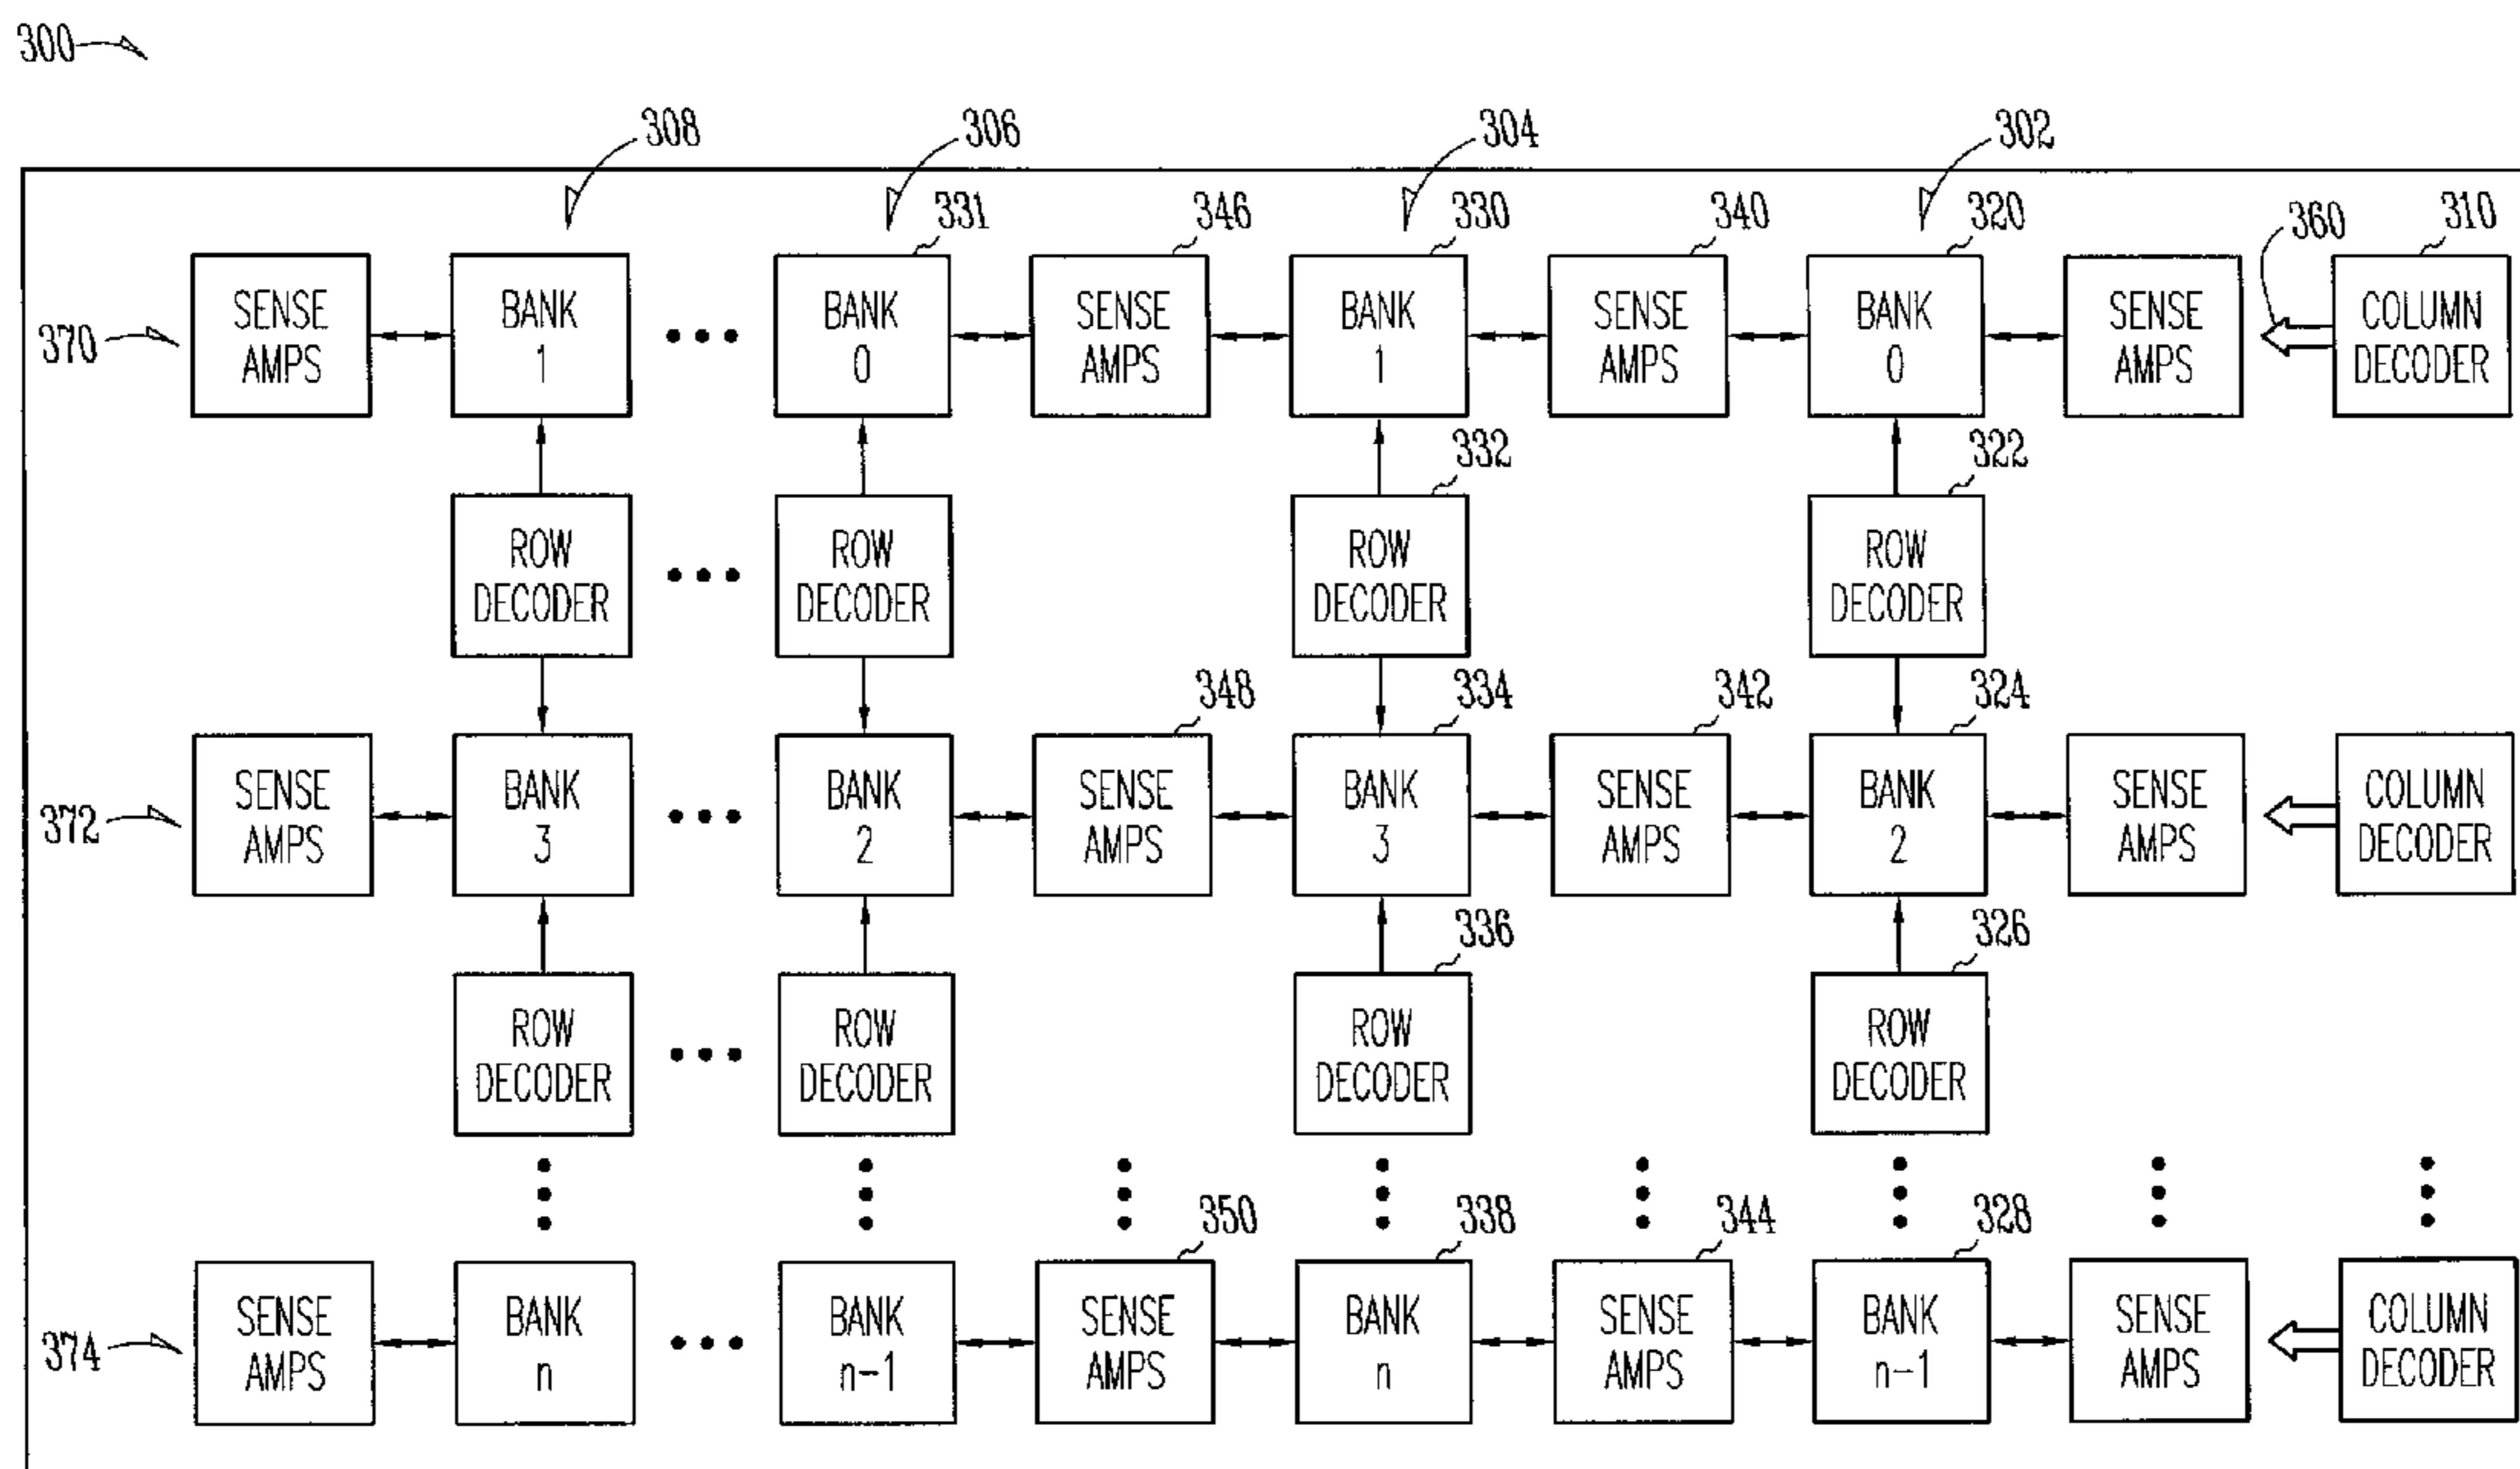 300
308 306 304 302
331 346 330 340 320 360 310
370
SENSE AMPS
BANK 1
BANK 0
SENSE AMPS
BANK 1
SENSE AMPS
BANK 0
SENSE AMPS
COLUMN DECODER
332 322
ROW DECODER
ROW DECODER
ROW DECODER
ROW DECODER
348 334 342 324
372
SENSE AMPS
BANK 3
BANK 2
SENSE AMPS
BANK 3
SENSE AMPS
BANK 2
SENSE AMPS
COLUMN DECODER
336 326
ROW DECODER
ROW DECODER
ROW DECODER
ROW DECODER
350 338 344 328
374
SENSE AMPS
BANK n
BANK n-1
SENSE AMPS
BANK n
SENSE AMPS
BANK n-1
SENSE AMPS
COLUMN DECODER